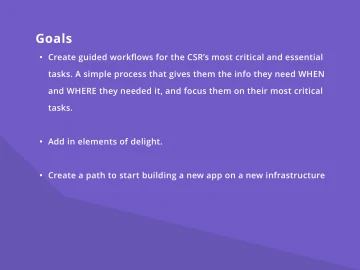 Goals
• Create guided workflows for the CSR's most critical and essential
tasks. A simple process that gives them the info they need WHEN
and WHERE they needed it, and focus them on their most critical
tasks.
• Add in elements of delight.
• Create a path to start building a new app on a new infrastructure